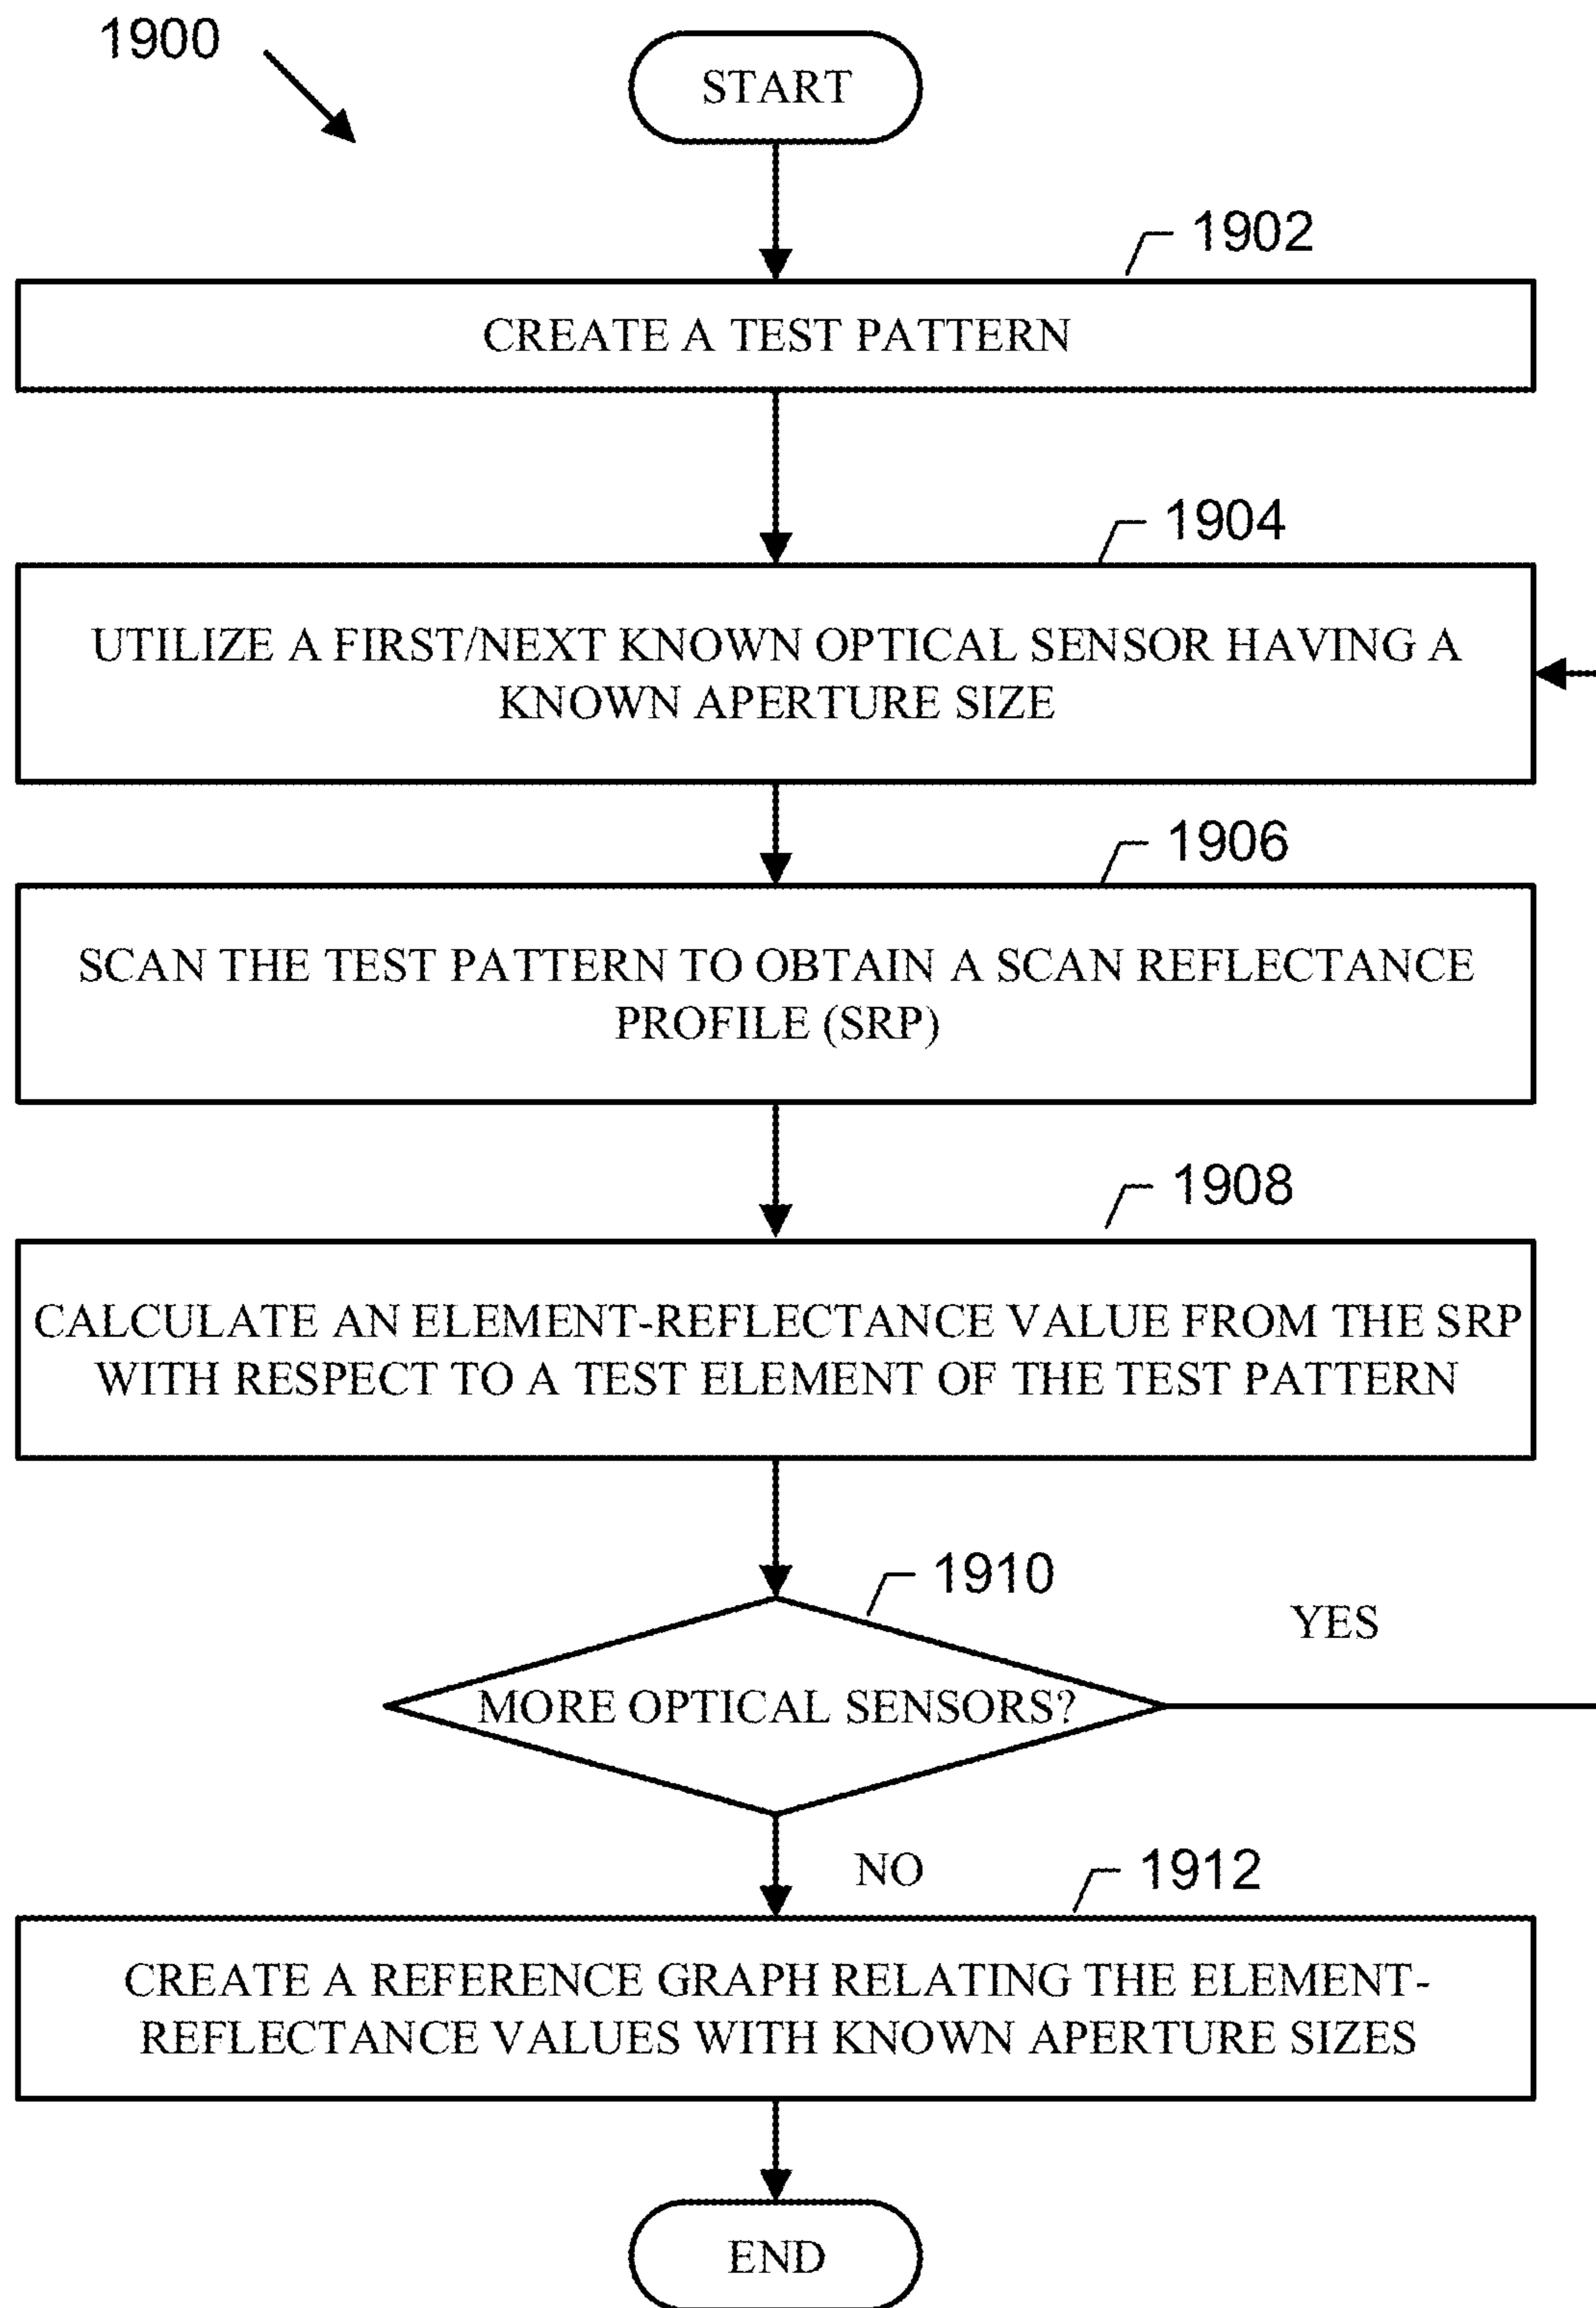 1900
START
1902
CREATE A TEST PATTERN
1904
UTILIZE A FIRST/NEXT KNOWN OPTICAL SENSOR HAVING A
KNOWN APERTURE SIZE
1906
SCAN THE TEST PATTERN TO OBTAIN A SCAN REFLECTANCE
PROFILE (SRP)
1908
CALCULATE AN ELEMENT-REFLECTANCE VALUE FROM THE SRP
WITH RESPECT TO A TEST ELEMENT OF THE TEST PATTERN
1910
YES
MORE OPTICAL SENSORS?
NO
1912
CREATE A REFERENCE GRAPH RELATING THE ELEMENT-
REFLECTANCE VALUES WITH KNOWN APERTURE SIZES
END